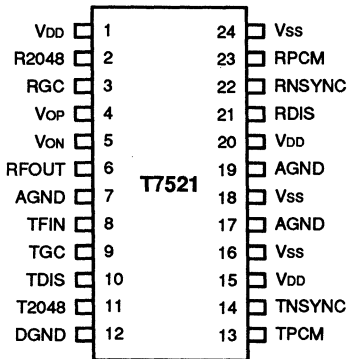 VDD 1 24 VSS
R2048 2 23 RPCM
RGC 3 22 RNSYNC
VOP 4 21 RDIS
VON 5 20 VDD
RFOUT 6 19 AGND
T7521
AGND 7 18 VSS
TFIN 8 17 AGND
TGC 9 16 VSS
TDIS 10 15 VDD
T2048 11 14 TNSYNC
DGND 12 13 TPCM